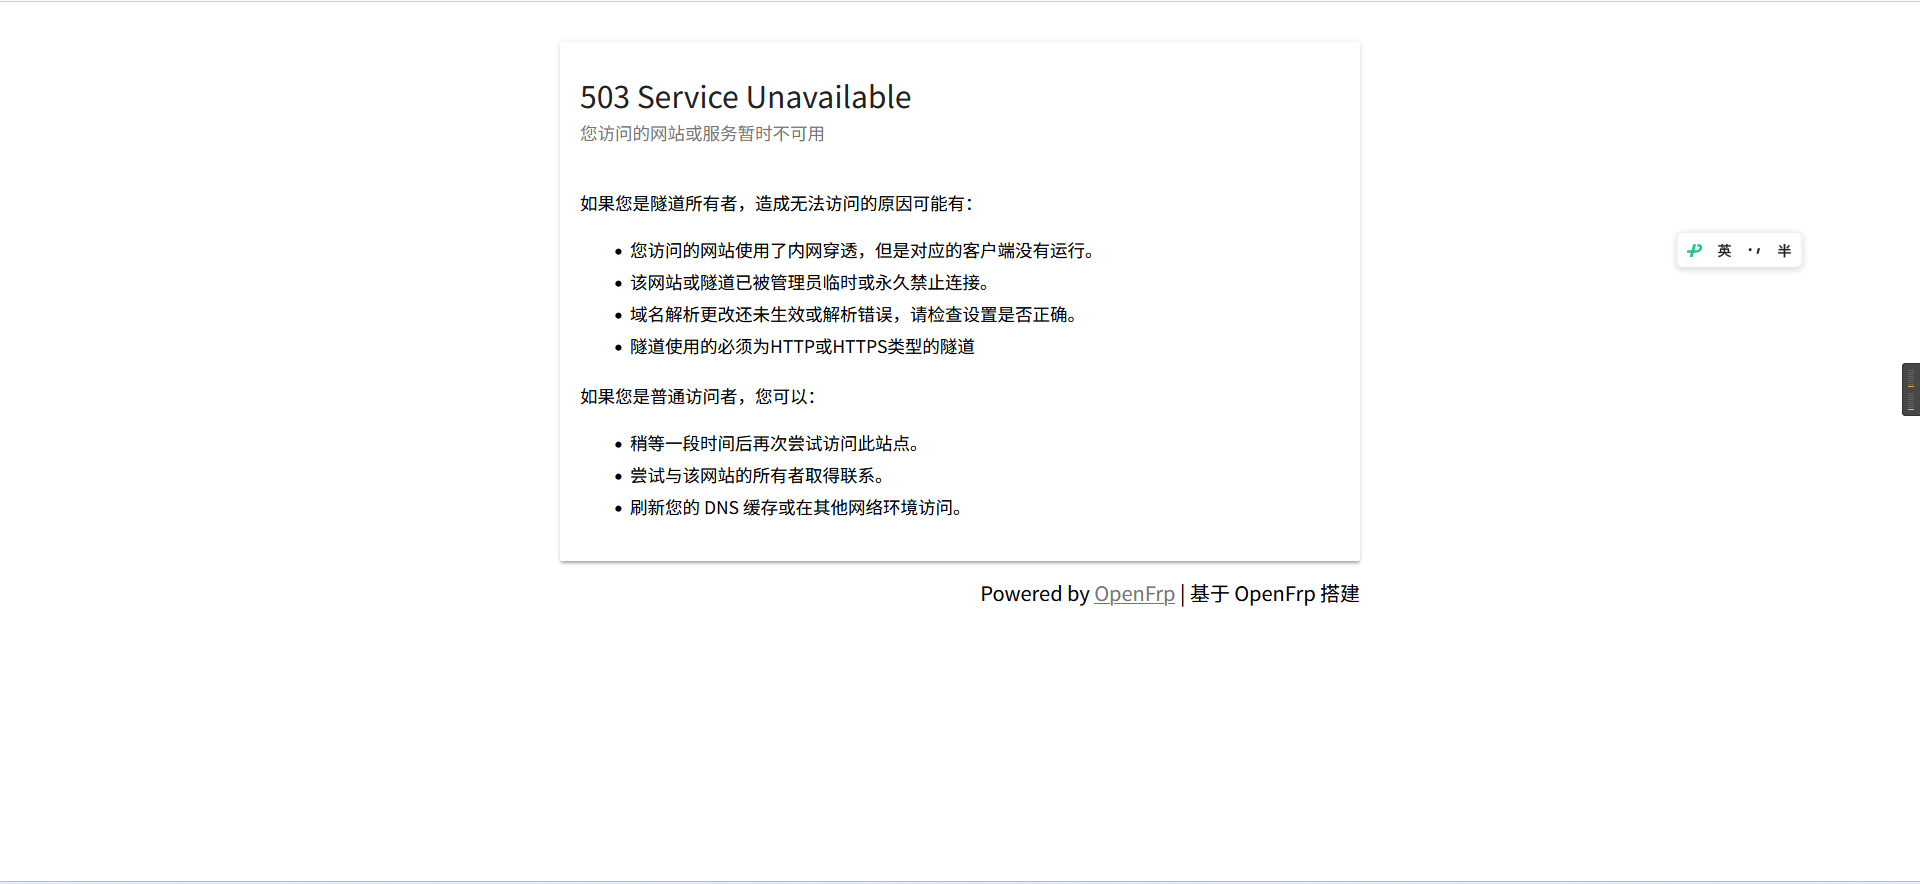 503 Service Unavailable
您访问的网站或服务暂时不可用
如果您是隧道所有者，造成无法访问的原因可能有：
• 您访问的网站使用了内网穿透，但是对应的客户端没有运行。
• 该网站或隧道已被管理员临时或永久禁止连接。
• 域名解析更改还未生效或解析错误，请检查设置是否正确。
• 隧道使用的必须为HTTP或HTTPS类型的隧道
如果您是普通访问者，您可以：
• 稍等一段时间后再次尝试访问此站点。
• 尝试与该网站的所有者取得联系。
• 刷新您的 DNS 缓存或在其他网络环境访问。
Powered by OpenFrp | 基于 OpenFrp 搭建
英 ·, 半